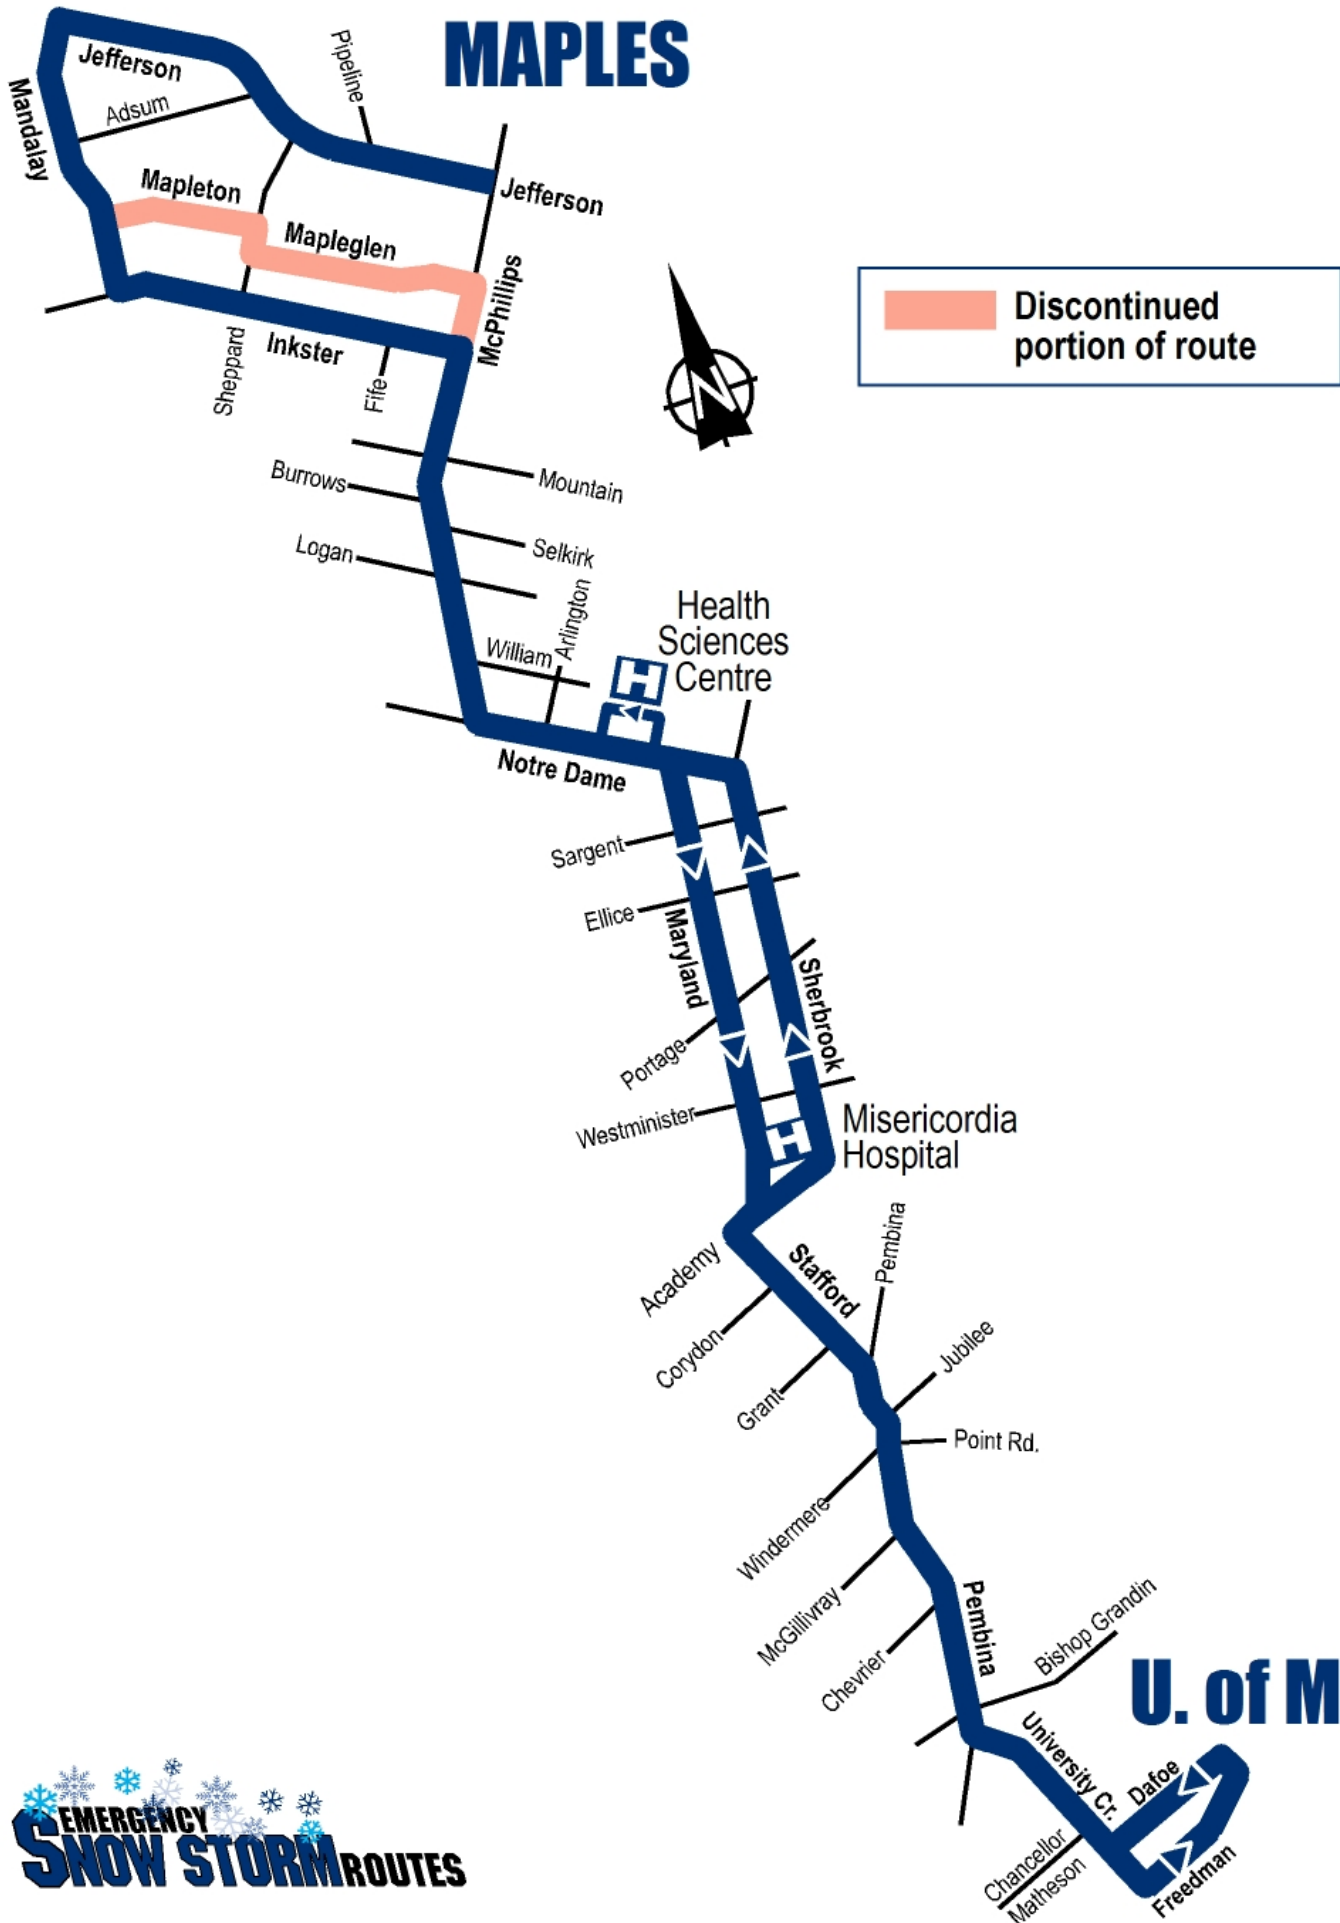 MAPLES
Jefferson
Pipeline
Adsum
Mandalay
Mapleton
Jefferson
Mapleglen
McPhillips
Discontinued
portion of route
Inkster
Sheppard
Fife
N
Burrows
Mountain
Logan
Selkirk
Arlington
William
Health
Sciences
Centre
H
Notre Dame
Sargent
Ellice
Maryland
Sherbrook
Portage
Westminister
H
Misericordia
Hospital
Academy
Stafford
Pembina
Corydon
Jubilee
Grant
Point Rd.
Windermere
McGillivray
Pembina
Chevrier
Bishop Grandin
U. of M
University Cr.
Dafoe
Chancellor
Matheson
Freedman
EMERGENCY
SNOW STORM ROUTES